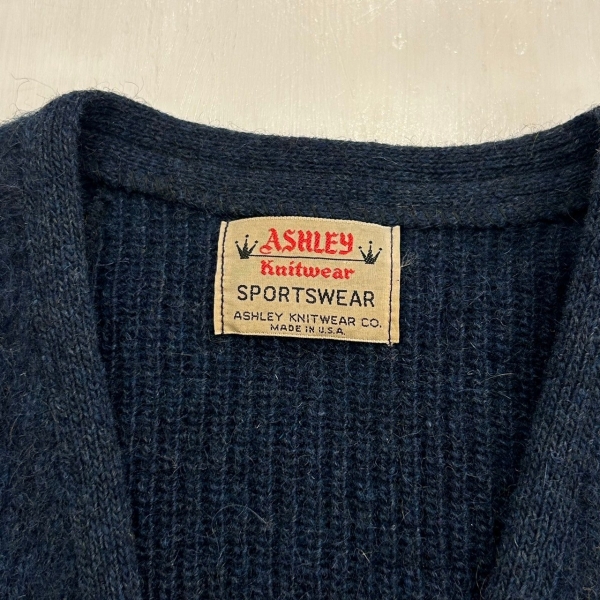 ASHLEY
Knitwear
SPORTSWEAR
ASHLEY KNITWEAR CO.
MADE IN U.S.A.